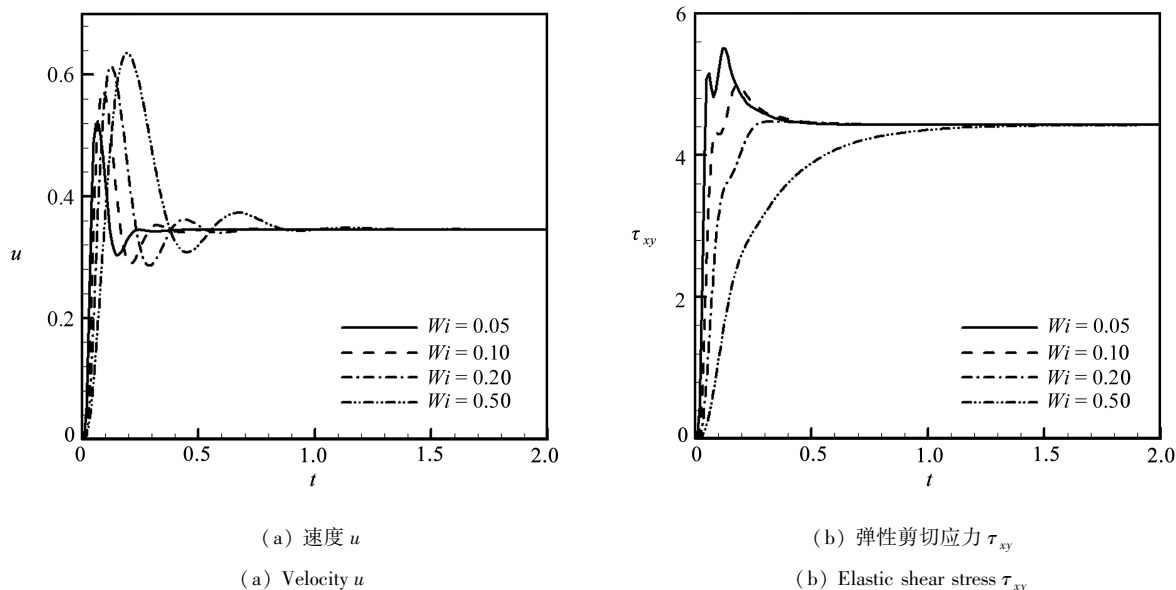 0.6
0.4
u
0.2
0
Wi = 0.05
Wi = 0.10
Wi = 0.20
Wi = 0.50
0 0.5 1.0 1.5 2.0
t
(a) 速度 u
(a) Velocity u
6
4
τxy
2
0
Wi = 0.05
Wi = 0.10
Wi = 0.20
Wi = 0.50
0 0.5 1.0 1.5 2.0
t
(b) 弹性剪切应力 τxy
(b) Elastic shear stress τxy